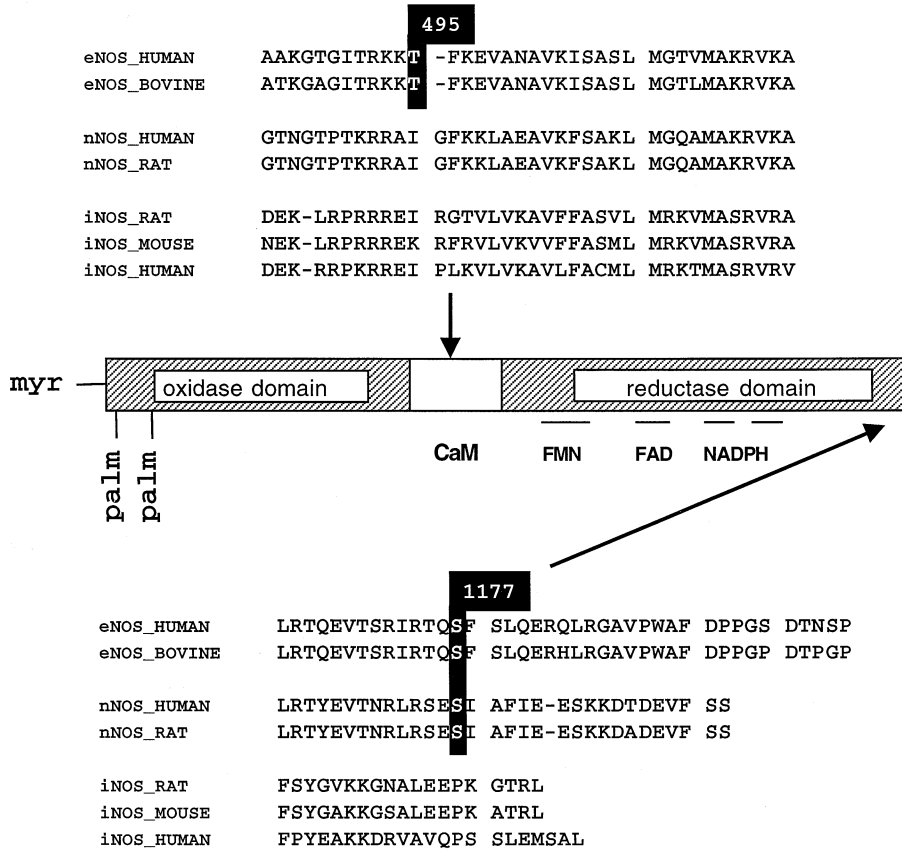 495
eNOS_HUMAN AAKGTGITRKKT -FKEVANAVKISASL MGTVMAKRVKA
eNOS_BOVINE ATKGAGITRKKT -FKEVANAVKISASL MGTLMAKRVKA
nNOS_HUMAN GTNGTPTKRRAI GFKKLAEAVKFSAKL MGQAMAKRVKA
nNOS_RAT GTNGTPTKRRAI GFKKLAEAVKFSAKL MGQAMAKRVKA
iNOS_RAT DEK-LRPRRREI RGTVLVKAVFFASVL MRKVMASRVRA
iNOS_MOUSE NEK-LRPRRREK RFRVLVKVVFFASML MRKVMASRVRA
iNOS_HUMAN DEK-RRPKRREI PLKVLVKAVLFACML MRKTMASRVRV
myr oxidase domain reductase domain
palm palm CaM FMN FAD NADPH
1177
eNOS_HUMAN LRTQEVTSRIRTQSF SLQERQLRGAVPWAF DPPGS DTNSP
eNOS_BOVINE LRTQEVTSRIRTQSF SLQERHLRGAVPWAF DPPGP DTPGP
nNOS_HUMAN LRTYEVTNRLRSESI AFIE-ESKKDTDEVF SS
nNOS_RAT LRTYEVTNRLRSESI AFIE-ESKKDADEVF SS
iNOS_RAT FSYGVKKGNALEEPK GTRL
iNOS_MOUSE FSYGAKKGSALEEPK ATRL
iNOS_HUMAN FPYEAKKDRVAVQPS SLEMSAL